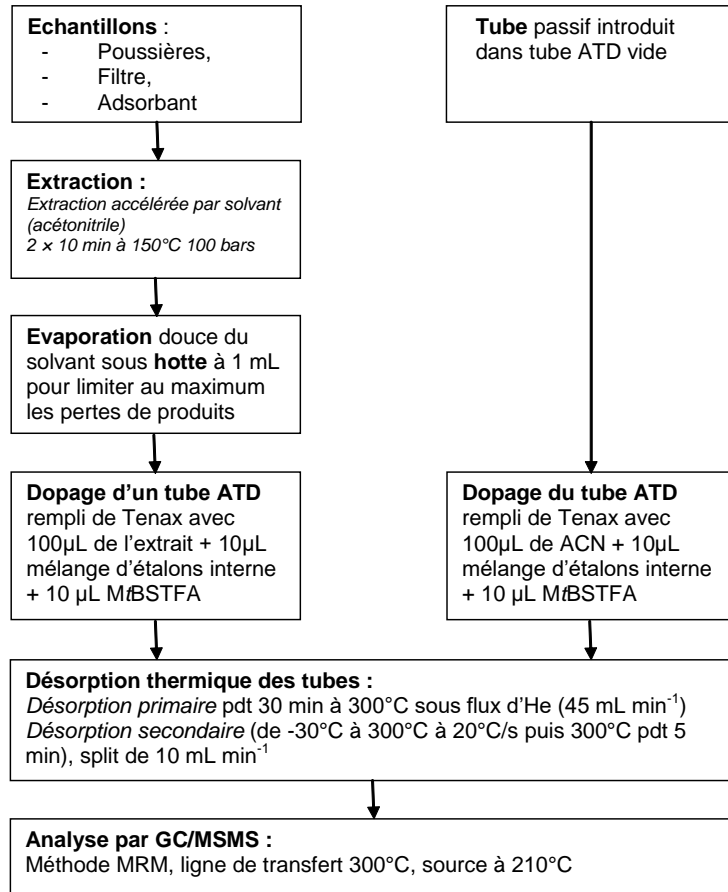 Echantillons :
- Poussières,
- Filtre,
- Adsorbant
Tube passif introduit
dans tube ATD vide
Extraction :
Extraction accélérée par solvant
(acétonitrile)
2 × 10 min à 150°C 100 bars
Evaporation douce du
solvant sous hotte à 1 mL
pour limiter au maximum
les pertes de produits
Dopage d'un tube ATD
rempli de Tenax avec
100µL de l'extrait + 10µL
mélange d'étalons interne
+ 10 µL MtBSTFA
Dopage du tube ATD
rempli de Tenax avec
100µL de ACN + 10µL
mélange d'étalons interne
+ 10 µL MtBSTFA
Désorption thermique des tubes :
Désorption primaire pdt 30 min à 300°C sous flux d'He (45 mL min⁻¹)
Désorption secondaire (de -30°C à 300°C à 20°C/s puis 300°C pdt 5
min), split de 10 mL min⁻¹
Analyse par GC/MSMS :
Méthode MRM, ligne de transfert 300°C, source à 210°C